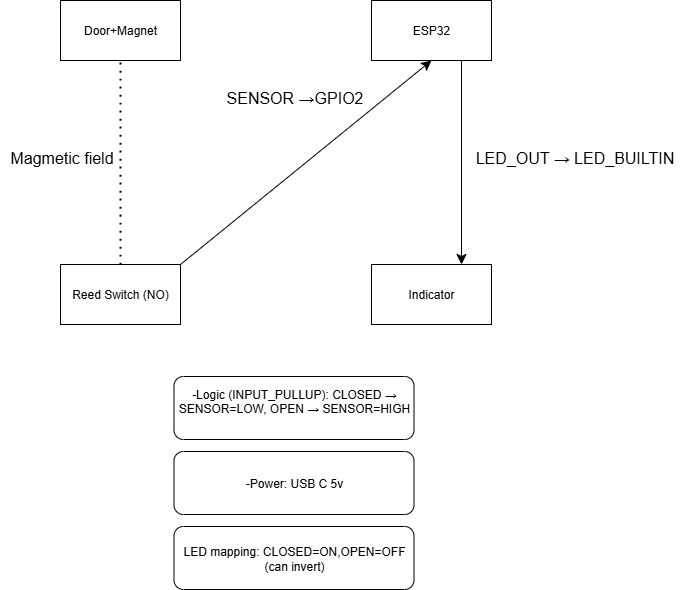 Door+Magnet
ESP32
SENSOR →GPIO2
Magmetic field
LED_OUT → LED_BUILTIN
Reed Switch (NO)
Indicator
-Logic (INPUT_PULLUP): CLOSED →
SENSOR=LOW, OPEN → SENSOR=HIGH
-Power: USB C 5v
LED mapping: CLOSED=ON,OPEN=OFF
(can invert)